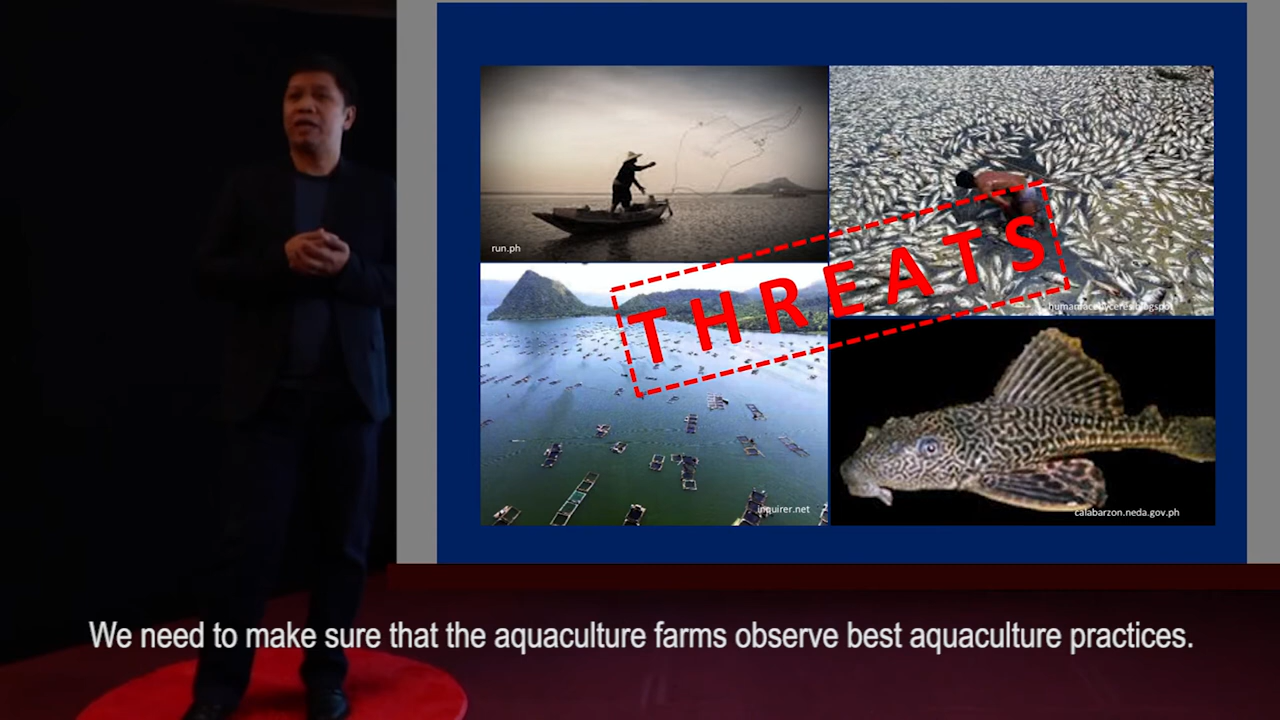 run.ph
THREATS
inquirer.net
calabarzon.neda.gov.ph
We need to make sure that the aquaculture farms observe best aquaculture practices.